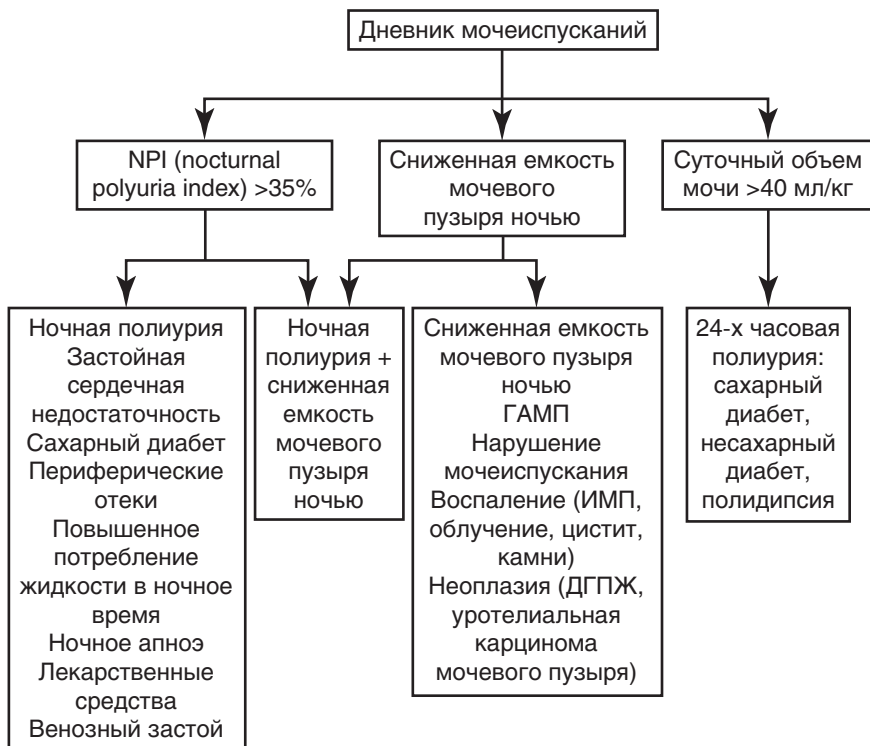 Дневник мочеиспусканий
NPI (nocturnal
polyuria index) >35%
Сниженная емкость
мочевого
пузыря ночью
Суточный объем
мочи >40 мл/кг
Ночная полиурия
Застойная
сердечная
недостаточность
Сахарный диабет
Периферические
отеки
Повышенное
потребление
жидкости в ночное
время
Ночное апноэ
Лекарственные
средства
Венозный застой
Ночная
полиурия +
сниженная
емкость
мочевого
пузыря
ночью
Сниженная емкость
мочевого пузыря
ночью
ГАМП
Нарушение
мочеиспускания
Воспаление (ИМП,
облучение, цистит,
камни)
Неоплазия (ДГПЖ,
уротелиальная
карцинома
мочевого пузыря)
24-х часовая
полиурия:
сахарный
диабет,
несахарный
диабет,
полидипсия